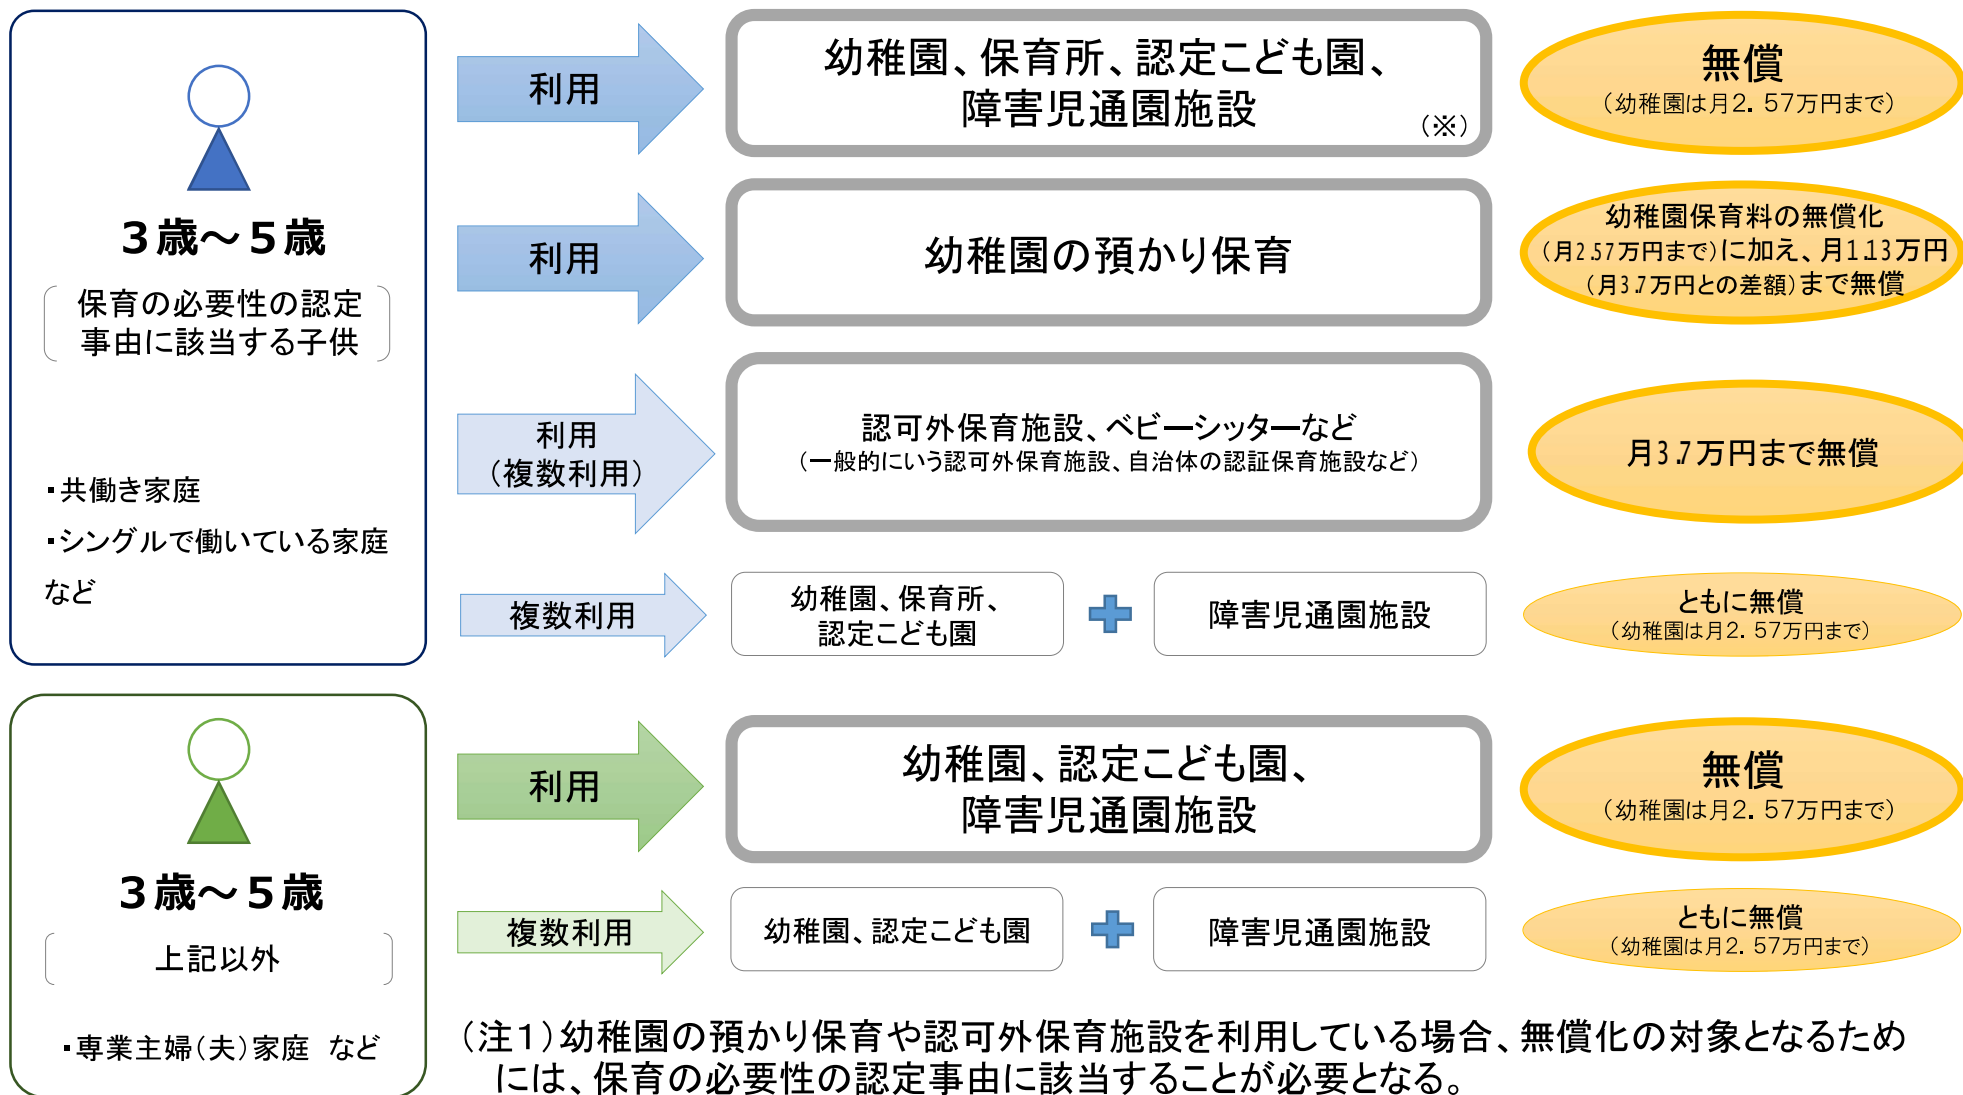 3歳～5歳
保育の必要性の認定
事由に該当する子供
・共働き家庭
・シングルで働いている家庭
など
利用
幼稚園、保育所、認定こども園、
障害児通園施設
(※)
無償
(幼稚園は月2．57万円まで)
利用
幼稚園の預かり保育
幼稚園保育料の無償化
(月2.57万円まで)に加え、月1.13万円
(月3.7万円との差額)まで無償
利用
(複数利用)
認可外保育施設、ベビーシッターなど
(一般的にいう認可外保育施設、自治体の認証保育施設など)
月3.7万円まで無償
複数利用
幼稚園、保育所、
認定こども園
障害児通園施設
ともに無償
(幼稚園は月2．57万円まで)
3歳～5歳
上記以外
・専業主婦(夫)家庭 など
利用
幼稚園、認定こども園、
障害児通園施設
無償
(幼稚園は月2．57万円まで)
複数利用
幼稚園、認定こども園
障害児通園施設
ともに無償
(幼稚園は月2．57万円まで)
(注1)幼稚園の預かり保育や認可外保育施設を利用している場合、無償化の対象となるため
には、保育の必要性の認定事由に該当することが必要となる。